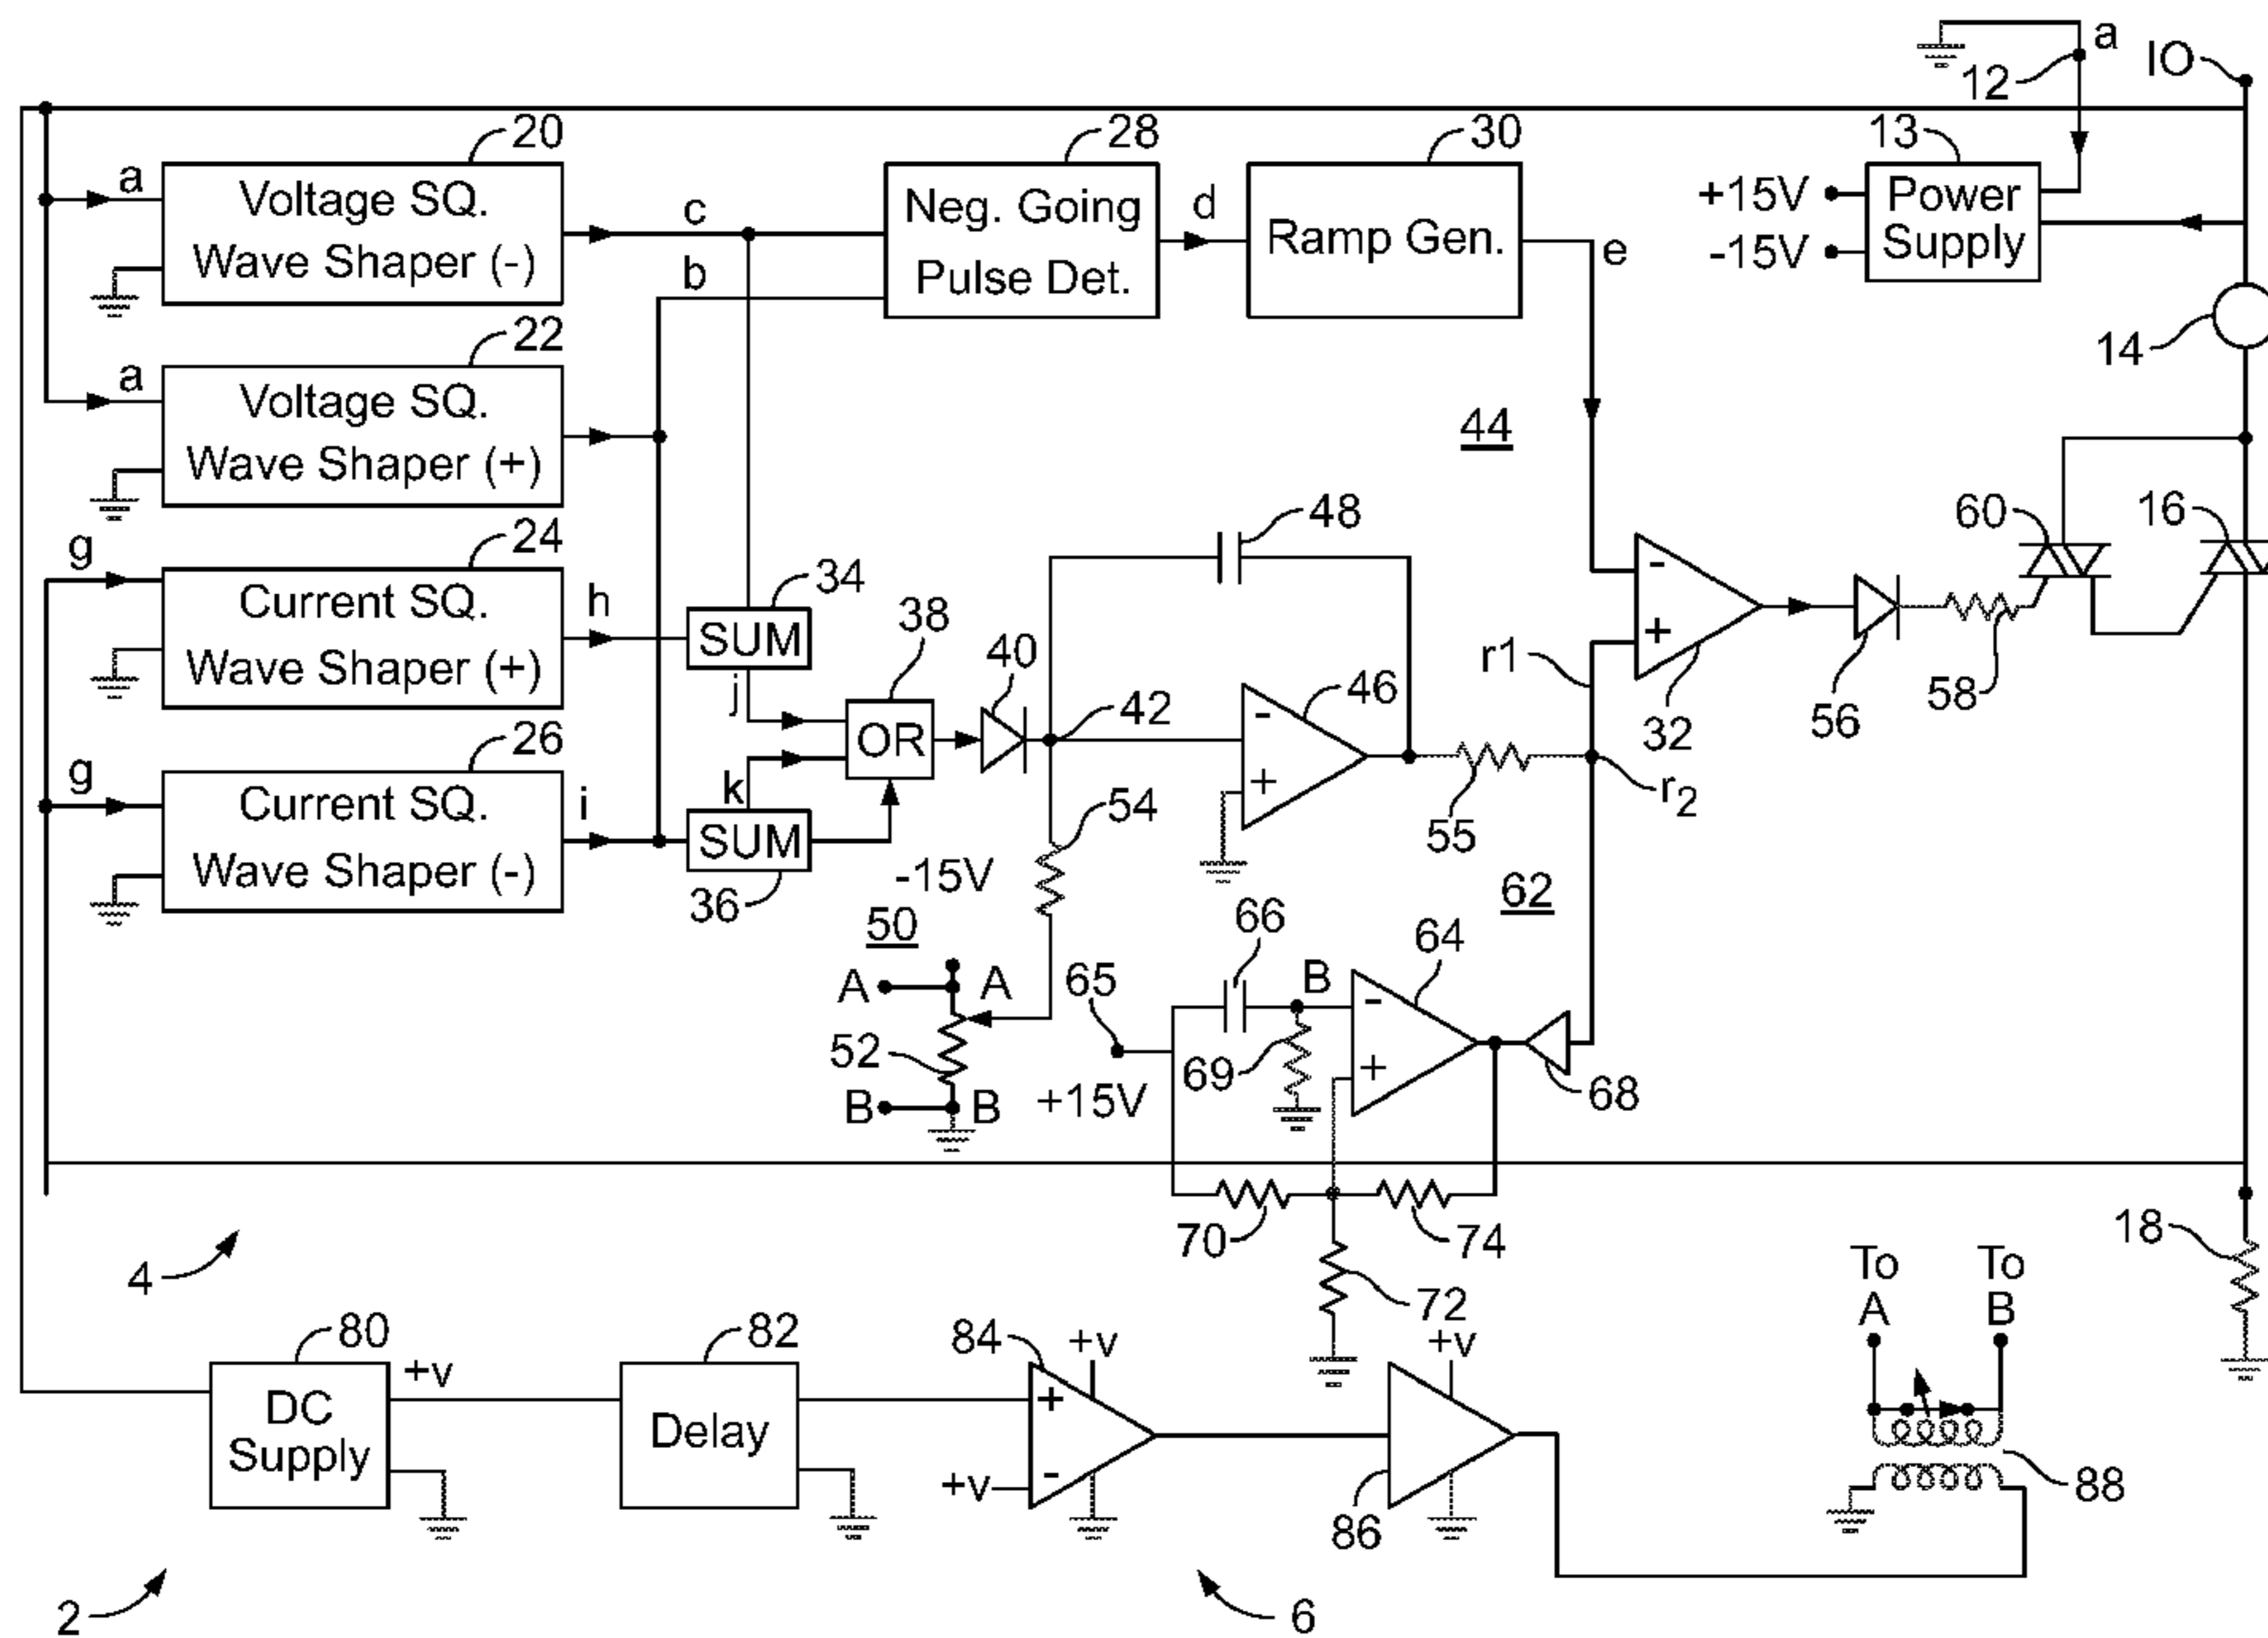 a
12
IO
20
28
30
13
a
Voltage SQ.
Wave Shaper (-)
c
b
Neg. Going
Pulse Det.
d
Ramp Gen.
e
+15V
-15V
Power
Supply
14
22
a
Voltage SQ.
Wave Shaper (+)
44
48
60
16
24
g
Current SQ.
Wave Shaper (+)
h
34
SUM
j
38
40
OR
42
46
-
+
r1
-
+
32
56
58
26
g
Current SQ.
Wave Shaper (-)
i
k
SUM
36
54
55
r2
-15V
50
62
A
A
52
B
B
65
+15V
66
B
69
64
-
+
68
70
74
72
18
4
To
A
To
B
80
DC
Supply
+v
82
Delay
84
+v
+
-
+v
+v
86
88
2
6